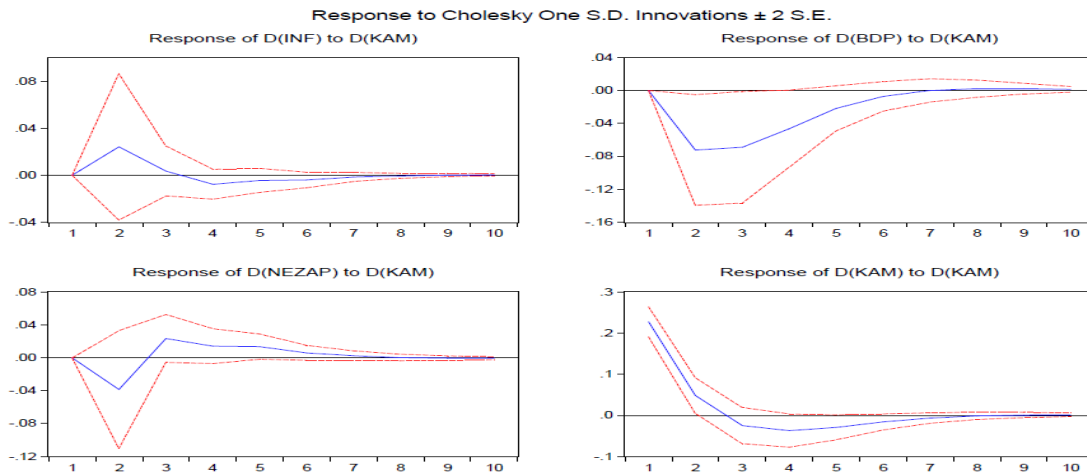 Response to Cholesky One S.D. Innovations ± 2 S.E.
Response of D(INF) to D(KAM)
.08
.04
.00
-.04
1 2 3 4 5 6 7 8 9 10
Response of D(BDP) to D(KAM)
.04
.00
-.04
-.08
-.12
-.16
1 2 3 4 5 6 7 8 9 10
Response of D(NEZAP) to D(KAM)
.08
.04
.00
-.04
-.08
-.12
1 2 3 4 5 6 7 8 9 10
Response of D(KAM) to D(KAM)
.3
.2
.1
.0
-.1
1 2 3 4 5 6 7 8 9 10